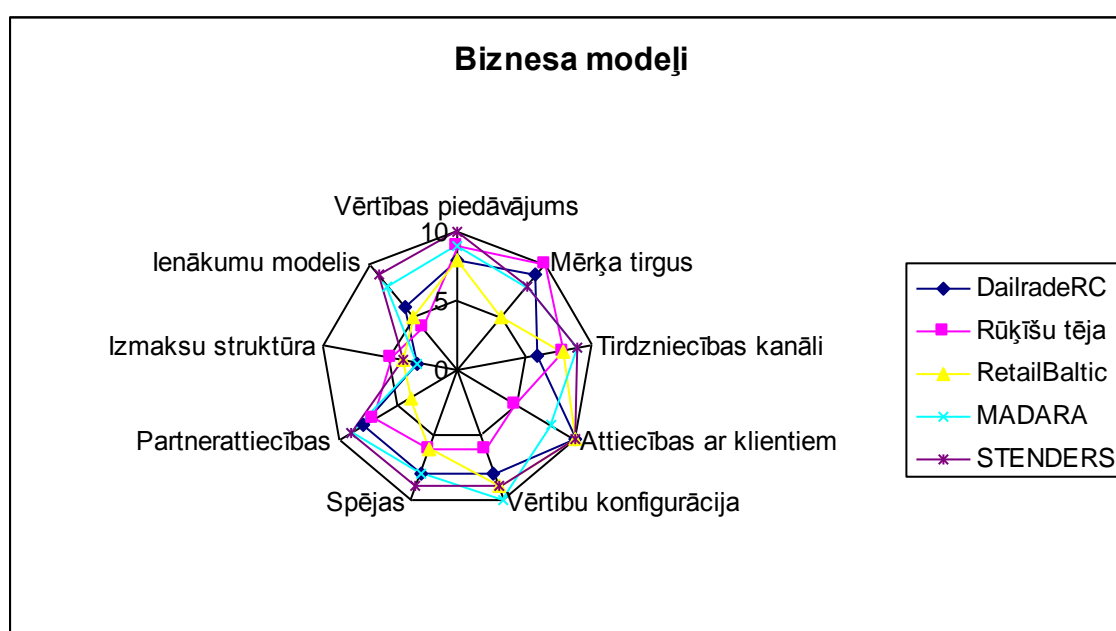 Biznesa modeļi
Vērtības piedāvājums
10
Ienākumu modelis
Mērķa tirgus
5
Izmaksu struktūra
Tirdzniecības kanāli
0
Partnerattiecības
Attiecības ar klientiem
Spējas
Vērtibu konfigurācija
DailradeRC
Rūķīšu tēja
RetailBaltic
MADARA
STENDERS